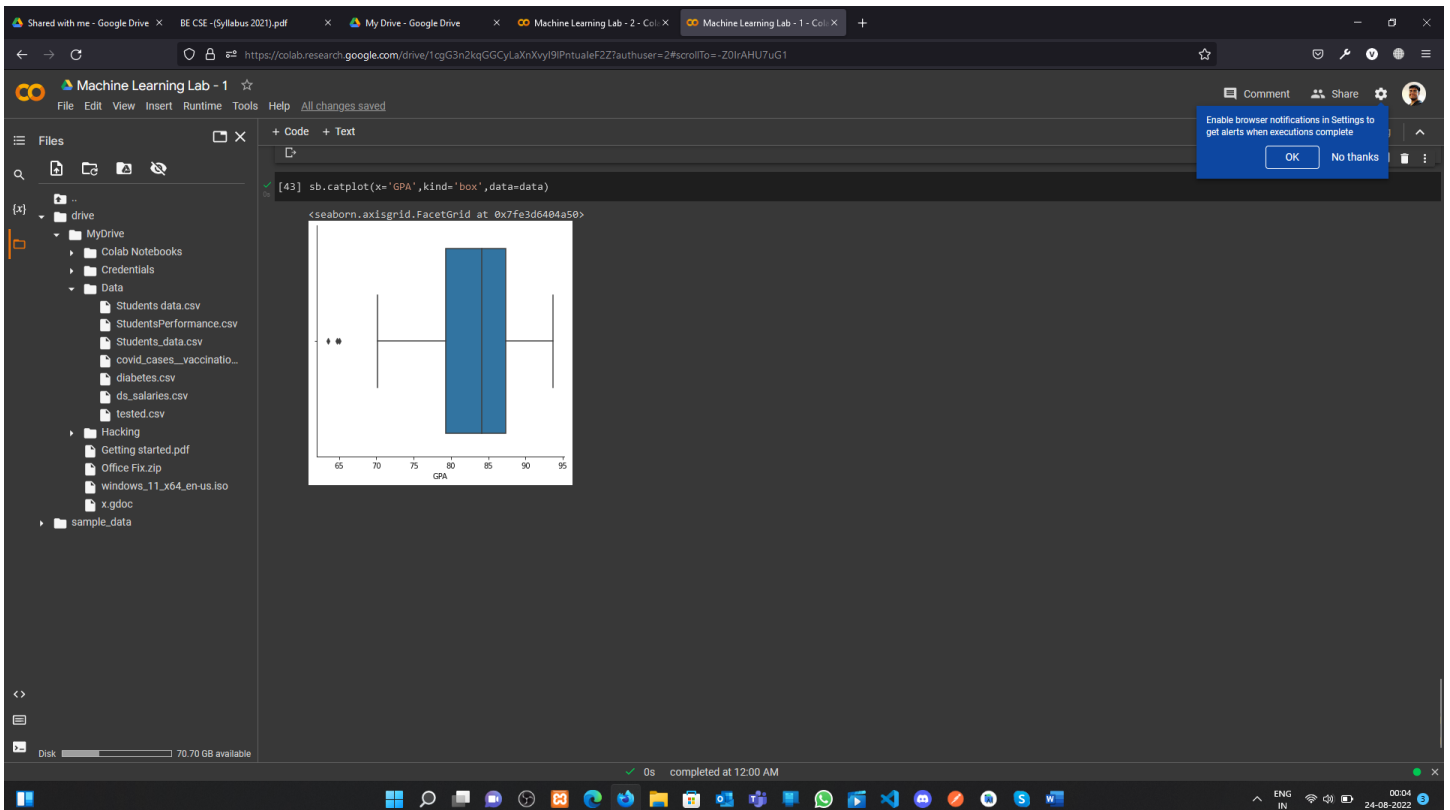 Shared with me - Google Drive
BE CSE -(Syllabus 2021).pdf
My Drive - Google Drive
Machine Learning Lab - 2 - Col
Machine Learning Lab - 1 - Col
https://colab.research.google.com/drive/1cgG3n2kqGGCyLaXnXvyI9lPntuaIeF2Z?authuser=2#scrollTo=-Z0IrAHU7uG1
Machine Learning Lab - 1
File Edit View Insert Runtime Tools Help All changes saved
Comment Share
Enable browser notifications in Settings to
get alerts when executions complete
OK No thanks
Files
+ Code + Text
[43] sb.catplot(x='GPA',kind='box',data=data)
0s
<seaborn.axisgrid.FacetGrid at 0x7fe3d6404a50>
65 70 75 80 85 90 95
GPA
{x}
..
drive
MyDrive
Colab Notebooks
Credentials
Data
Students data.csv
StudentsPerformance.csv
Students_data.csv
covid_cases__vaccinatio...
diabetes.csv
ds_salaries.csv
tested.csv
Hacking
Getting started.pdf
Office Fix.zip
windows_11_x64_en-us.iso
x.gdoc
sample_data
Disk 70.70 GB available
0s completed at 12:00 AM
ENG
IN
00:04
24-08-2022
3